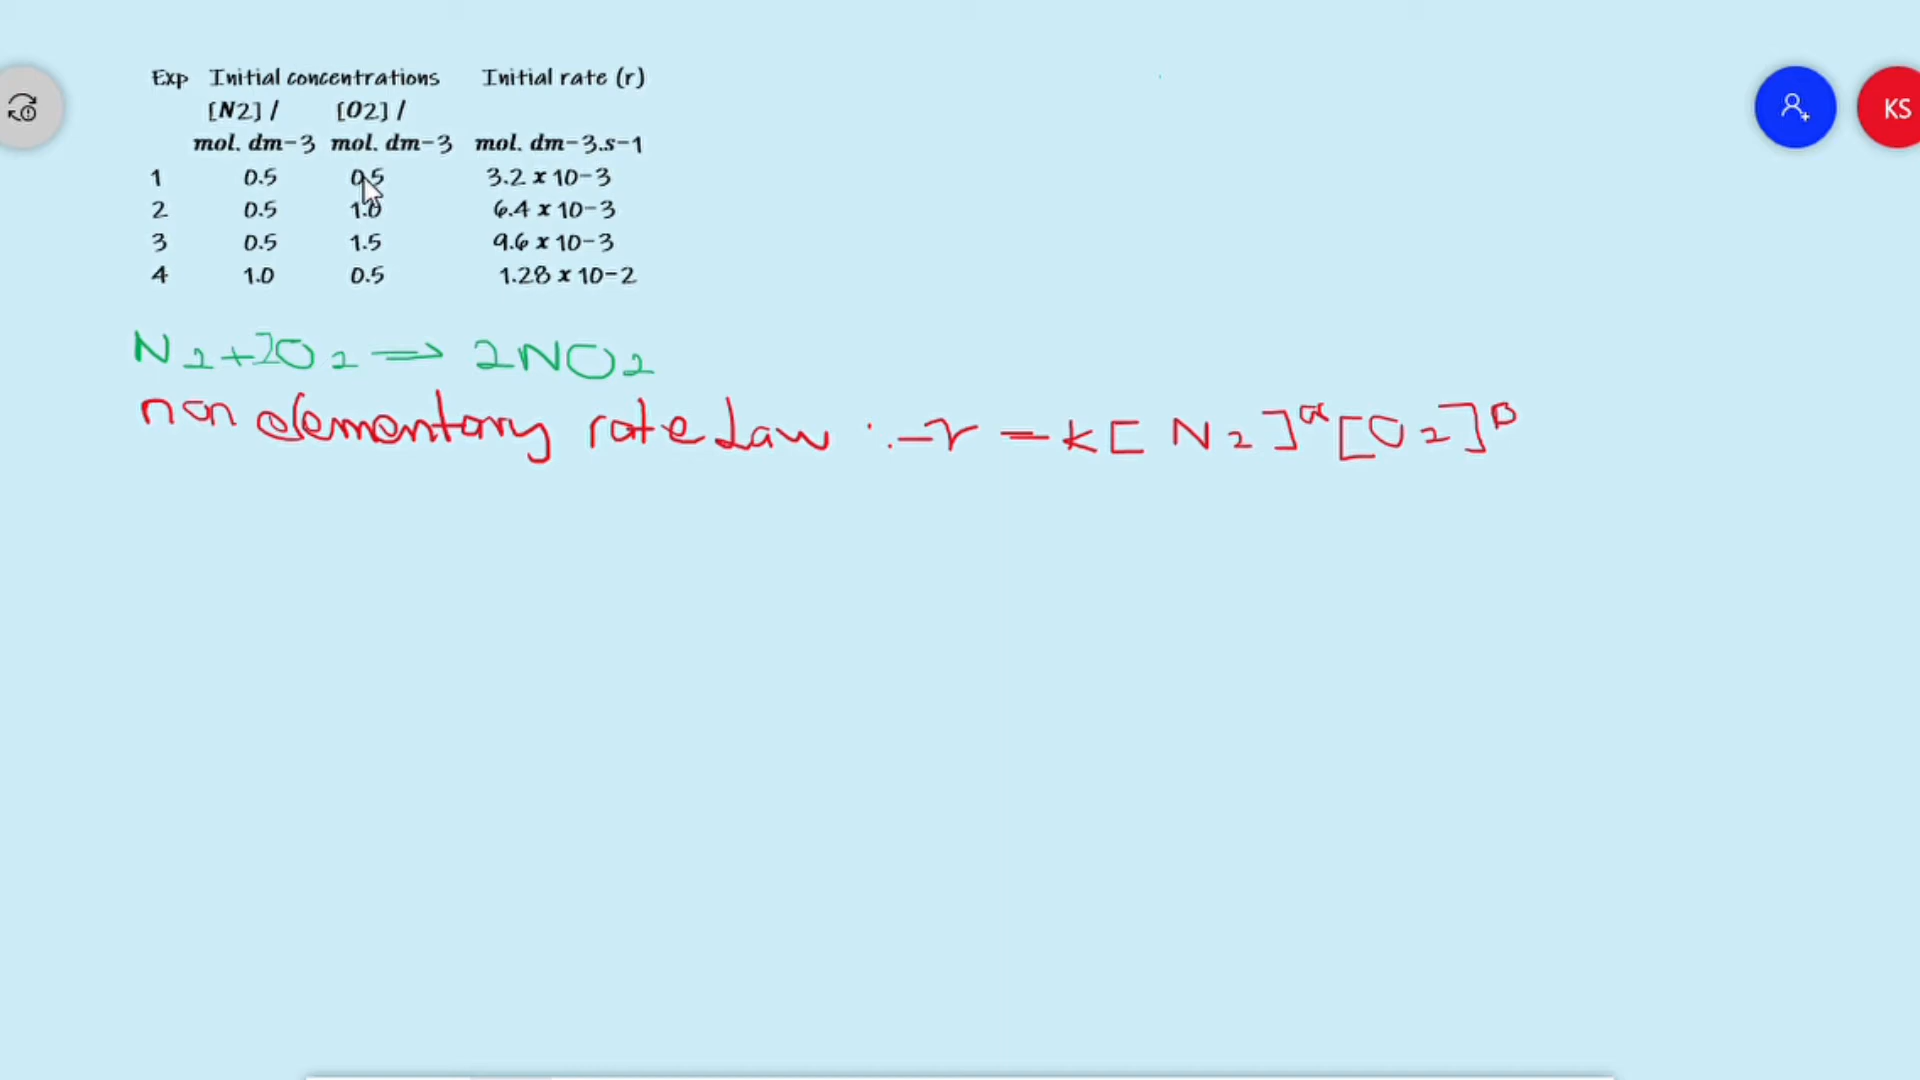 Exp Initial concentrations Initial rate (r)
[N2] / [O2] /
mol. dm-3 mol. dm-3 mol. dm-3.s-1
1 0.5 0.5 3.2 x 10-3
2 0.5 1.0 6.4 x 10-3
3 0.5 1.5 9.6 x 10-3
4 1.0 0.5 1.28 x 10-2
KS
N2+2O2 ⇒ 2NO2
non elementary rate Law : -r = k[N2]^α[O2]^β